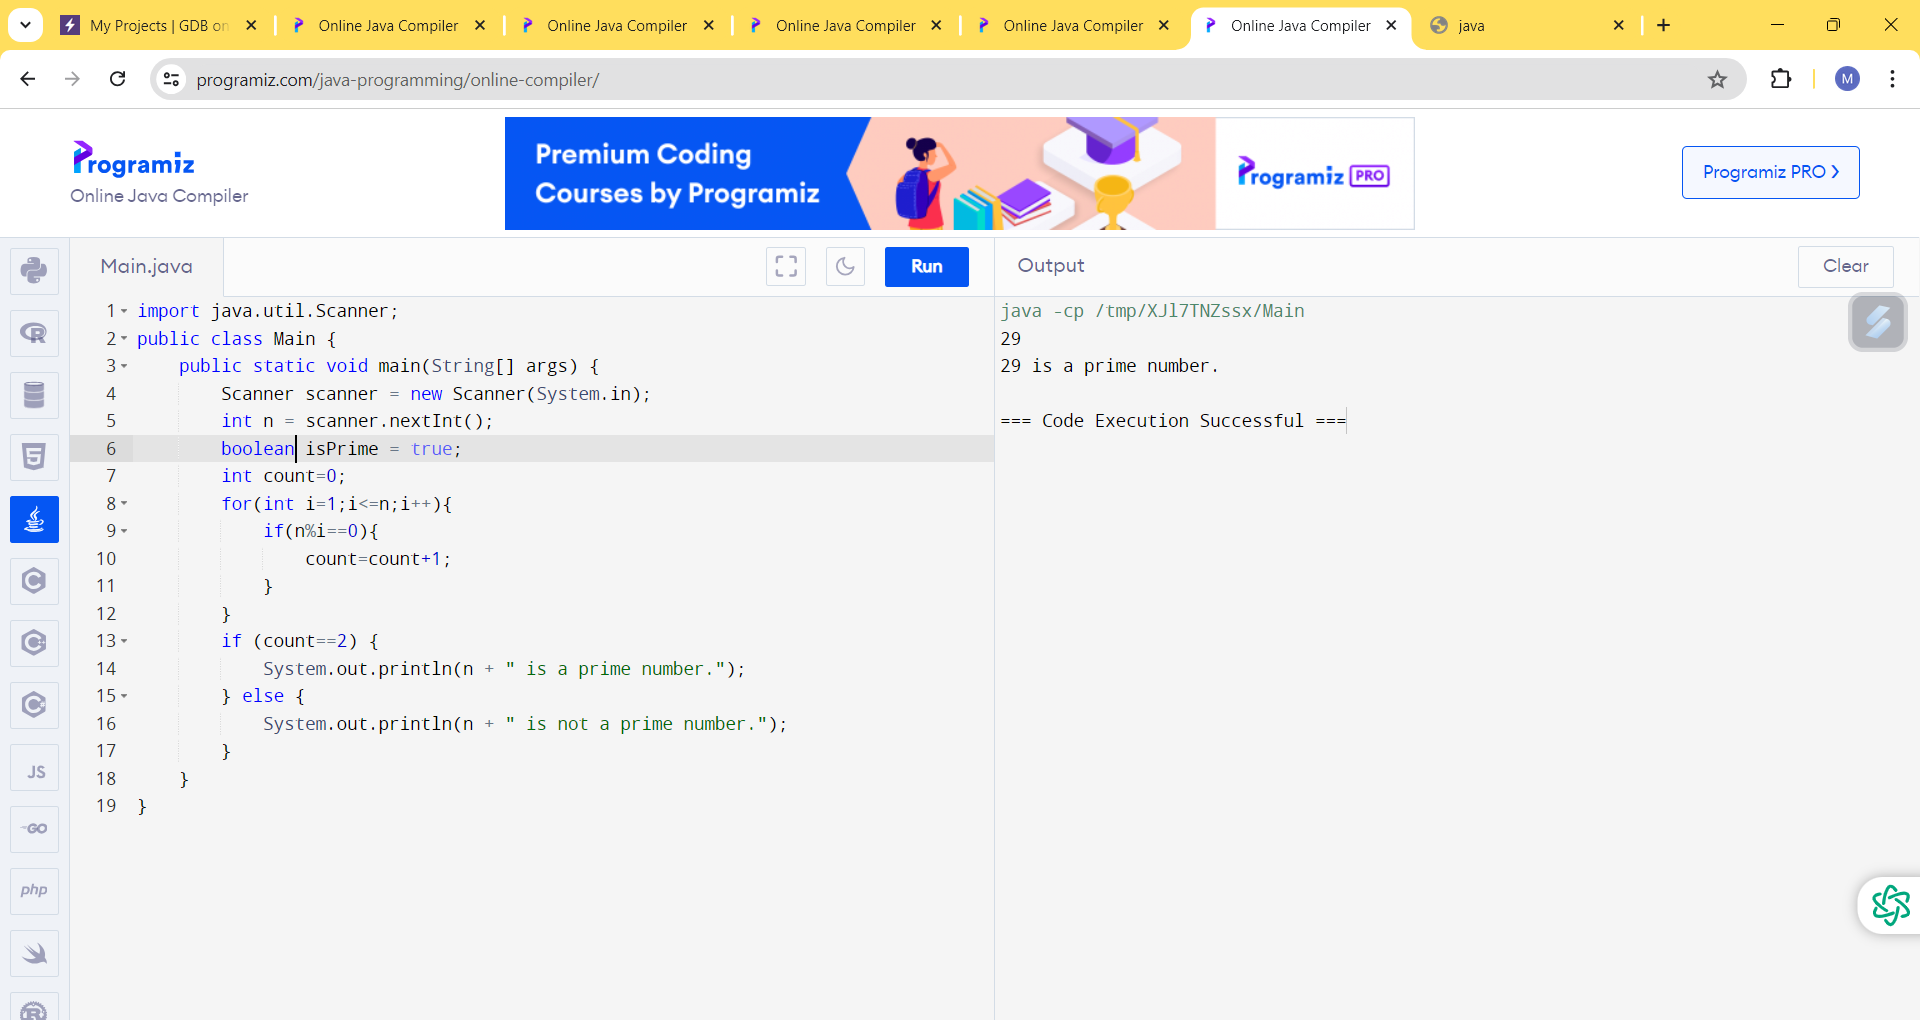 My Projects | GDB on
Online Java Compiler
Online Java Compiler
Online Java Compiler
Online Java Compiler
Online Java Compiler
java
programiz.com/java-programming/online-compiler/
M
Programiz
Online Java Compiler
Premium Coding
Courses by Programiz
Programiz PRO
Programiz PRO
Main.java
Run
Output
Clear
1 import java.util.Scanner;
2 public class Main {
3 public static void main(String[] args) {
4 Scanner scanner = new Scanner(System.in);
5 int n = scanner.nextInt();
6 boolean isPrime = true;
7 int count=0;
8 for(int i=1;i<=n;i++){
9 if(n%i==0){
10 count=count+1;
11 }
12 }
13 if (count==2) {
14 System.out.println(n + " is a prime number.");
15 } else {
16 System.out.println(n + " is not a prime number.");
17 }
18 }
19 }
java -cp /tmp/XJl7TNZssx/Main
29
29 is a prime number.
=== Code Execution Successful ===
R
5
C
C
C
JS
GO
php